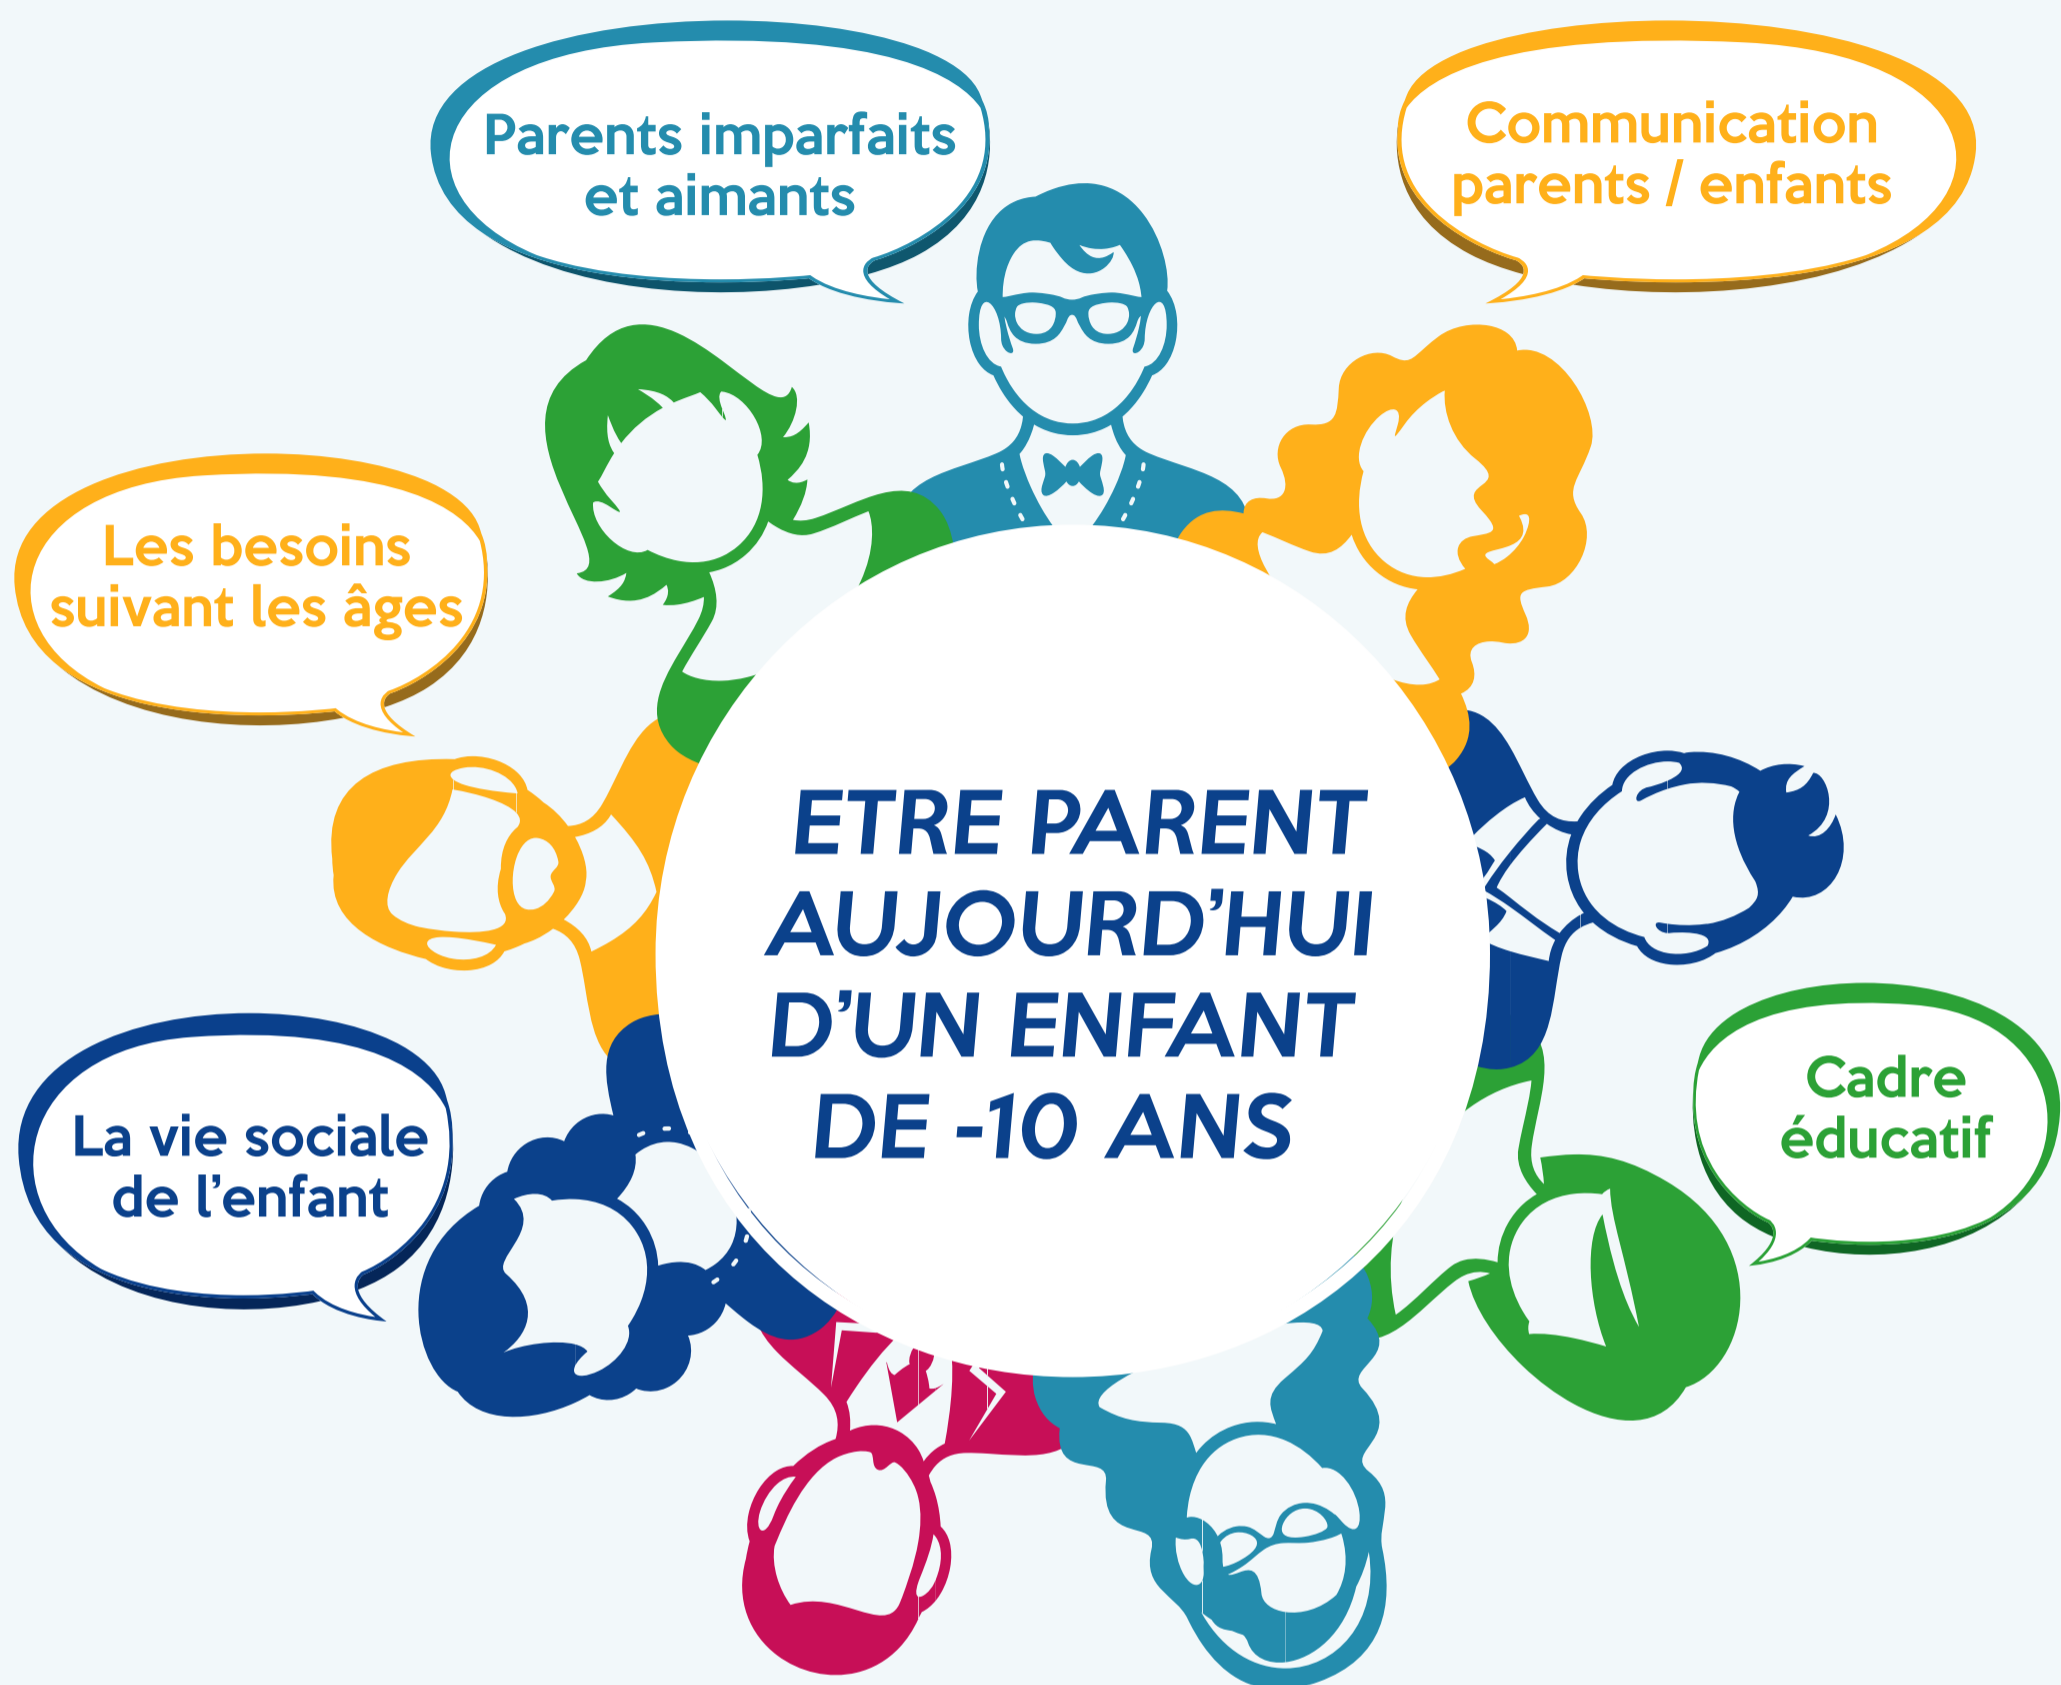 Parents imparfaits
et aimants
Communication
parents / enfants
Les besoins
suivant les âges
ETRE PARENT
AUJOURD’HUI
D’UN ENFANT
DE -10 ANS
Cadre
éducatif
La vie sociale
de l’enfant